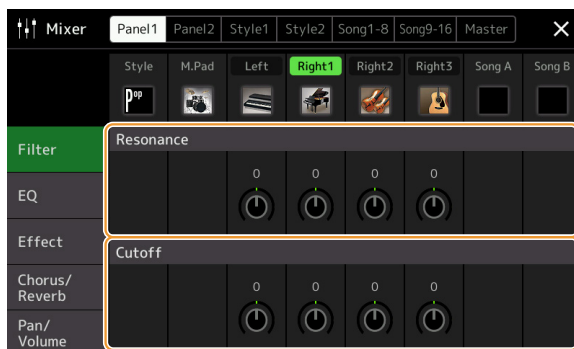 Mixer Panel1 Panel2 Style1 Style2 Song1-8 Song9-16 Master
Style M.Pad Left Right1 Right2 Right3 Song A Song B
Pop
Filter
Resonance
0 0 0 0
EQ
Effect
Cutoff
0 0 0 0
Chorus/
Reverb
Pan/
Volume